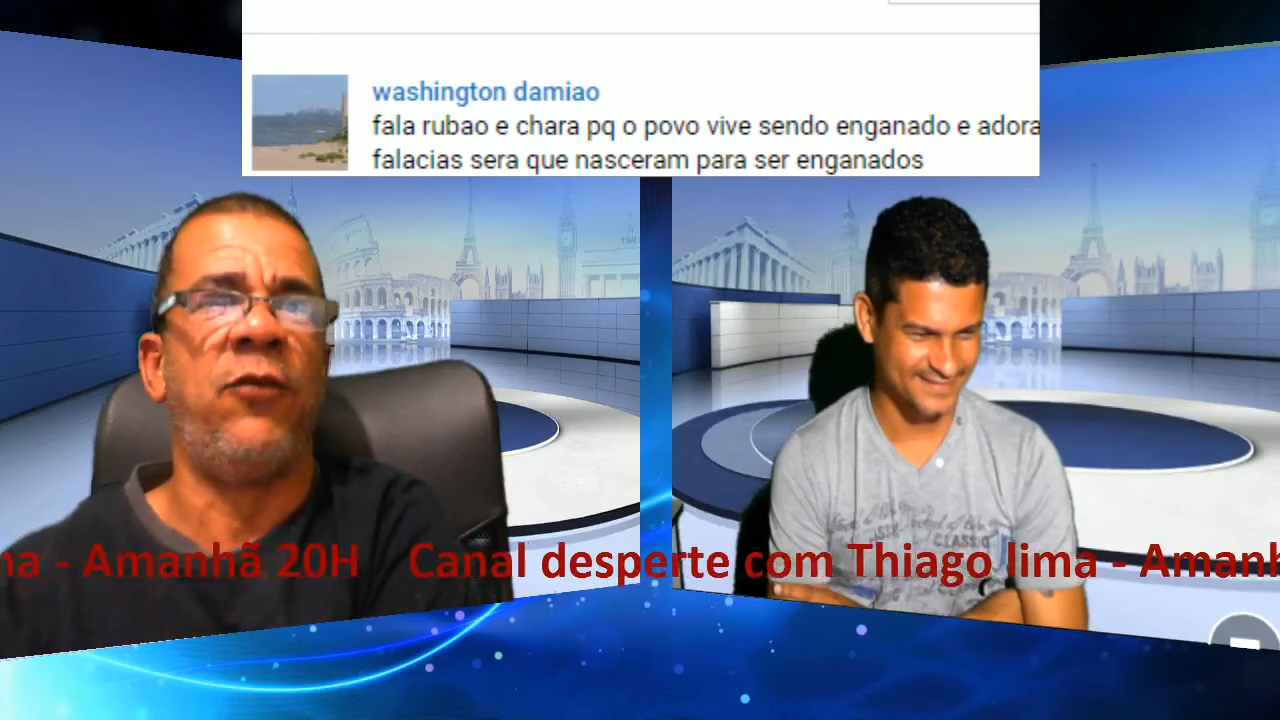 washington damiao
fala rubao e chara pq o povo vive sendo enganado e adora
falacias sera que nasceram para ser enganados
na - Amanhã 20H Canal desperte com Thiago lima - Amanh